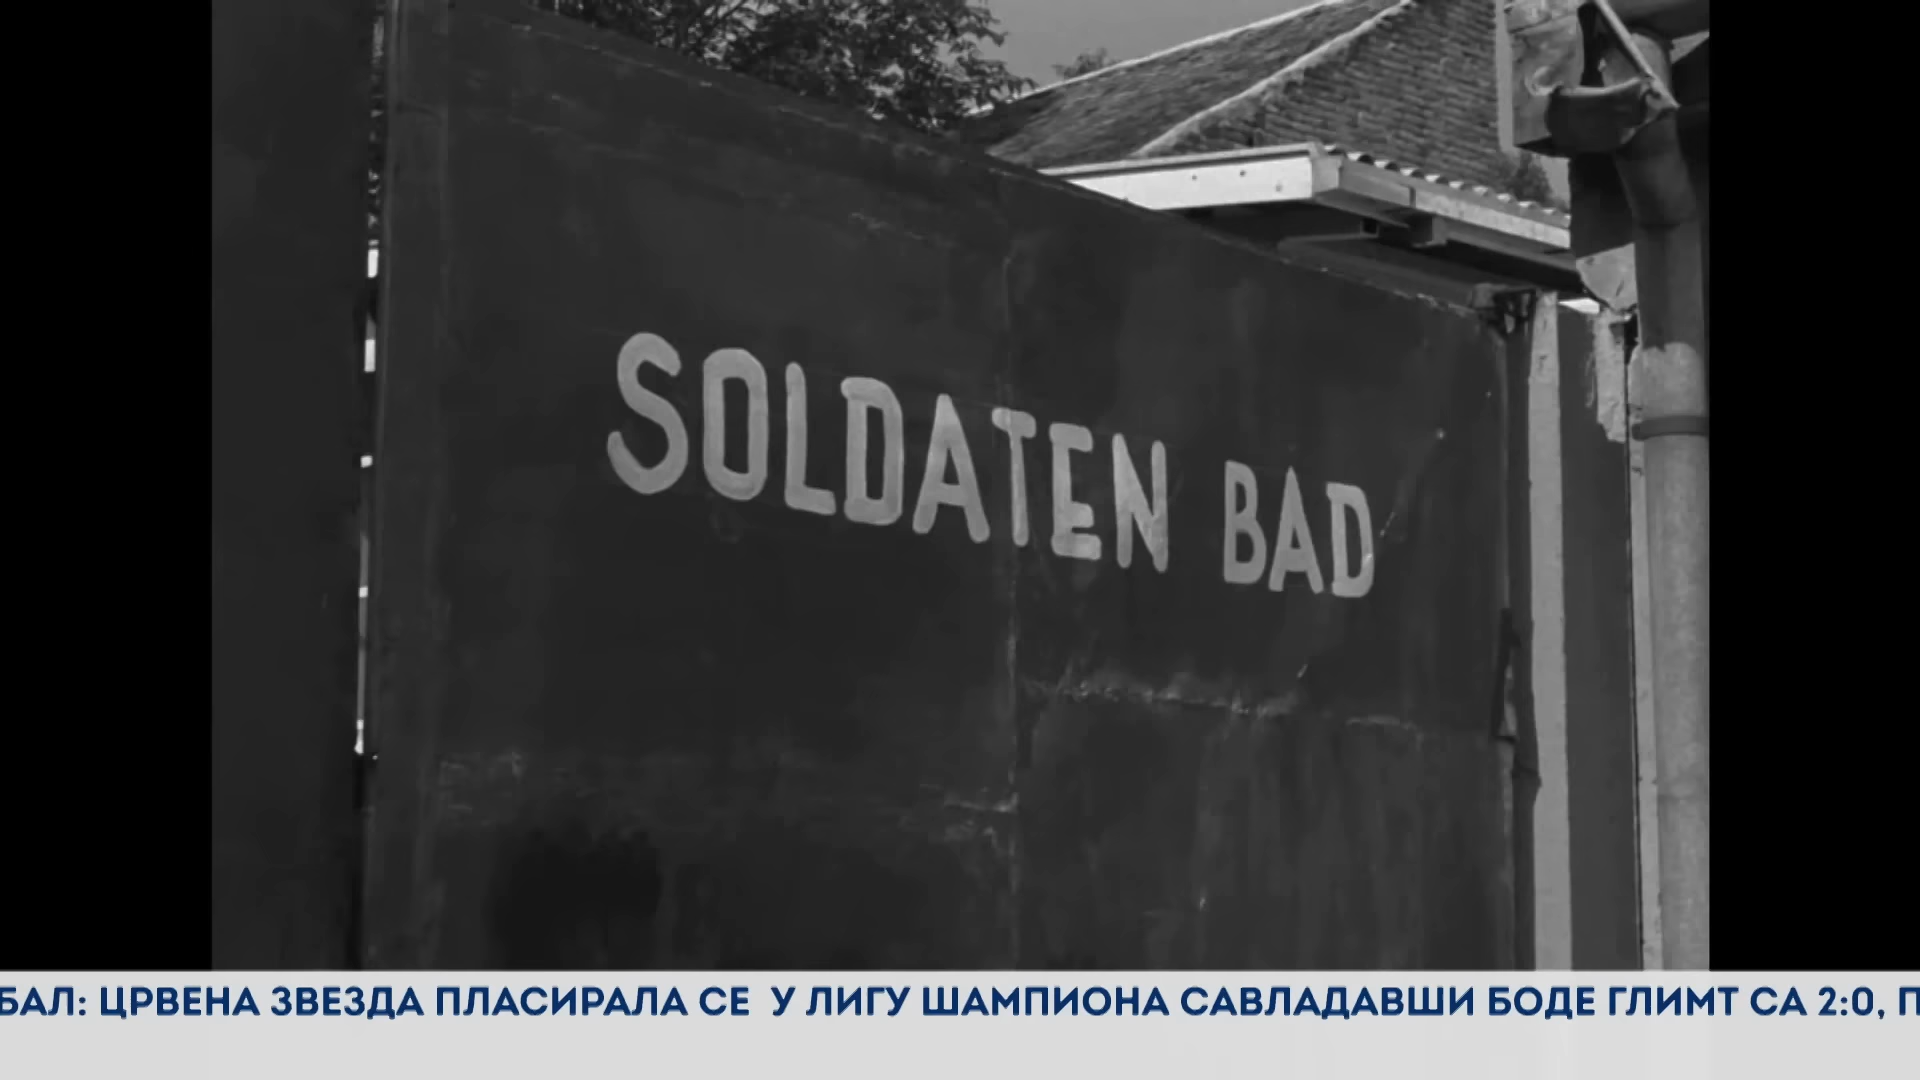 SOLDATEN BAD
БАЛ: ЦРВЕНА ЗВЕЗДА ПЛАСИРАЛА СЕ У ЛИГУ ШАМПИОНА САВЛАДАВШИ БОДЕ ГЛИМТ СА 2:0, П